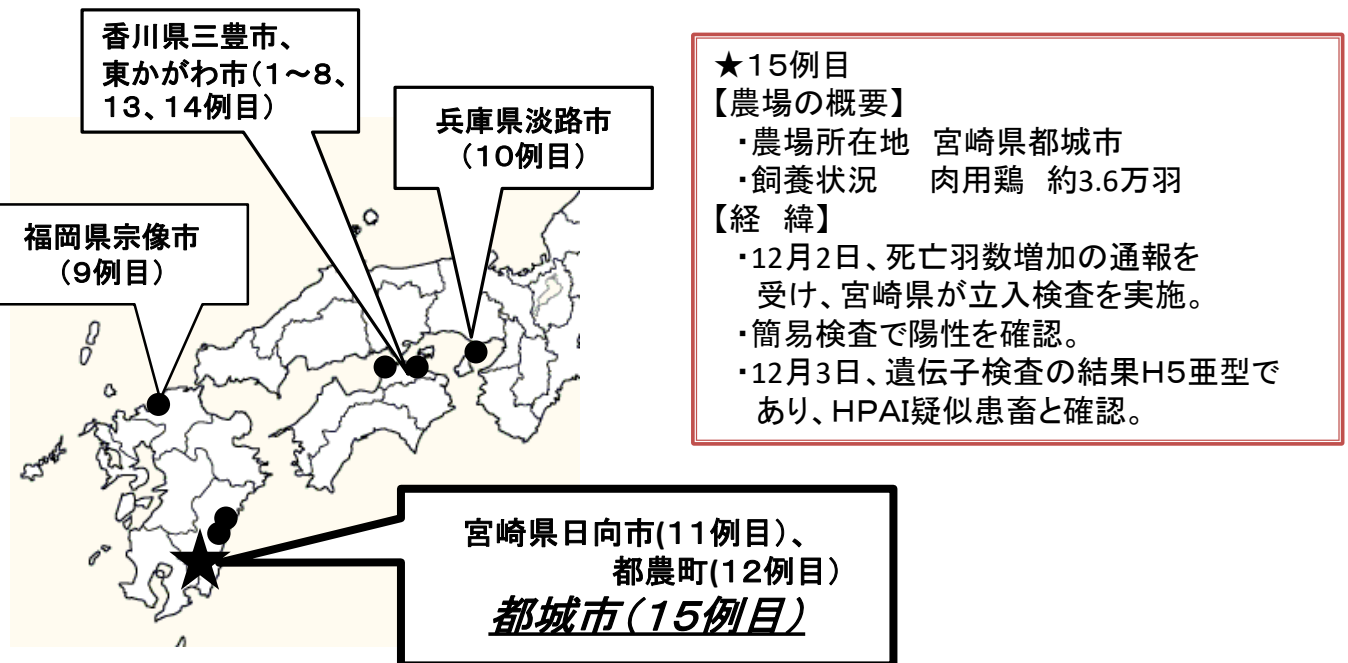 香川県三豊市、
東かがわ市(1～8、
13、14例目)
兵庫県淡路市
(10例目)
福岡県宗像市
(9例目)
宮崎県日向市(11例目)、
都農町(12例目)
都城市(15例目)
★15例目
【農場の概要】
・農場所在地　宮崎県都城市
・飼養状況　　肉用鶏　約3.6万羽
【経　緯】
・12月2日、死亡羽数増加の通報を
受け、宮崎県が立入検査を実施。
・簡易検査で陽性を確認。
・12月3日、遺伝子検査の結果H5亜型で
あり、HPAI疑似患畜と確認。